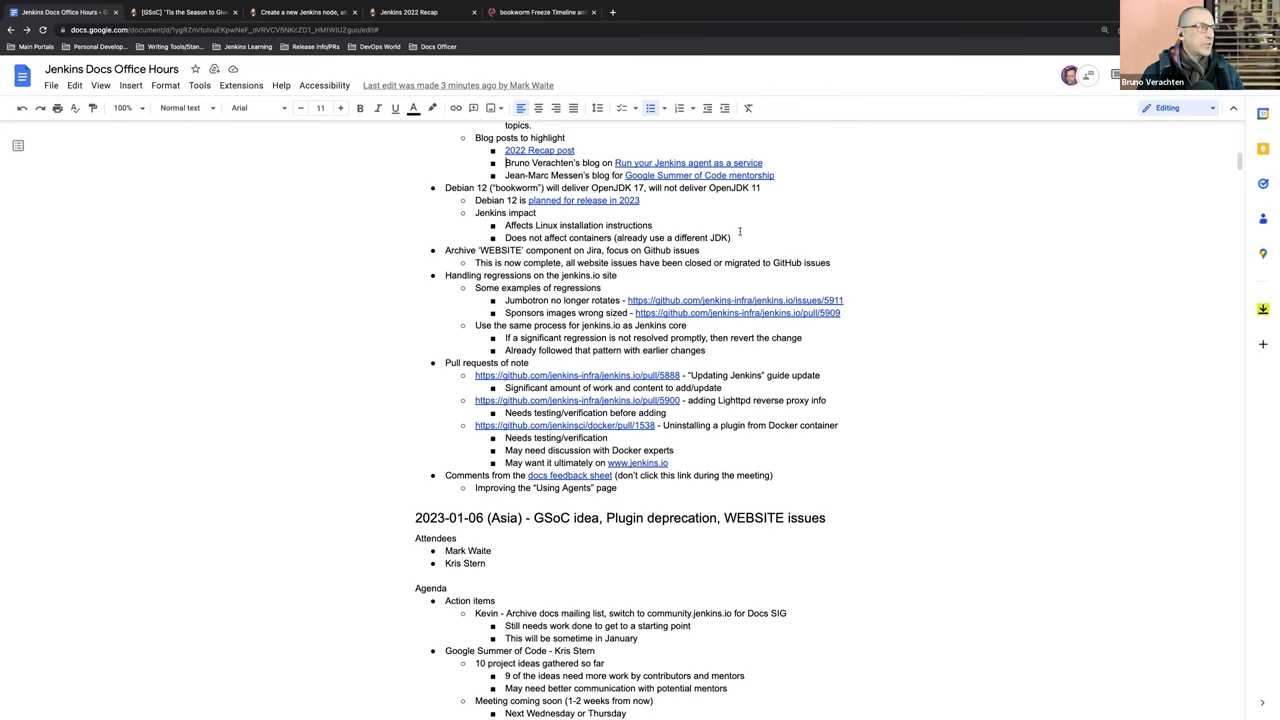 Jenkins Docs Office Hours - G
[GSoC] 'Tis the Season to Give
Create a new Jenkins node, an
Jenkins 2022 Recap
bookworm Freeze Timeline and
docs.google.com
Main Portals
Personal Develop...
Writing Tools/Stan...
Jenkins Learning
Release Info/PRs
DevOps World
Docs Officer
Bruno Verachten
Jenkins Docs Office Hours
File Edit View Insert Format Tools Extensions Help Accessibility
Last edit was made 3 minutes ago by Mark Waite
100%
Normal text
Arial
11
Editing
topics.
Blog posts to highlight
2022 Recap post
Bruno Verachten's blog on Run your Jenkins agent as a service
Jean-Marc Messen's blog for Google Summer of Code mentorship
Debian 12 ("bookworm") will deliver OpenJDK 17, will not deliver OpenJDK 11
Debian 12 is planned for release in 2023
Jenkins impact
Affects Linux installation instructions
Does not affect containers (already use a different JDK)
Archive 'WEBSITE' component on Jira, focus on Github issues
This is now complete, all website issues have been closed or migrated to GitHub issues
Handling regressions on the jenkins.io site
Some examples of regressions
Jumbotron no longer rotates - https://github.com/jenkins-infra/jenkins.io/issues/5911
Sponsors images wrong sized - https://github.com/jenkins-infra/jenkins.io/pull/5909
Use the same process for jenkins.io as Jenkins core
If a significant regression is not resolved promptly, then revert the change
Already followed that pattern with earlier changes
Pull requests of note
https://github.com/jenkins-infra/jenkins.io/pull/5888 - "Updating Jenkins" guide update
Significant amount of work and content to add/update
https://github.com/jenkins-infra/jenkins.io/pull/5900 - adding Lighttpd reverse proxy info
Needs testing/verification before adding
https://github.com/jenkinsci/docker/pull/1538 - Uninstalling a plugin from Docker container
Needs testing/verification
May need discussion with Docker experts
May want it ultimately on www.jenkins.io
Comments from the docs feedback sheet (don't click this link during the meeting)
Improving the "Using Agents" page
2023-01-06 (Asia) - GSoC idea, Plugin deprecation, WEBSITE issues
Attendees
Mark Waite
Kris Stern
Agenda
Action items
Kevin - Archive docs mailing list, switch to community.jenkins.io for Docs SIG
Still needs work done to get to a starting point
This will be sometime in January
Google Summer of Code - Kris Stern
10 project ideas gathered so far
9 of the ideas need more work by contributors and mentors
May need better communication with potential mentors
Meeting coming soon (1-2 weeks from now)
Next Wednesday or Thursday